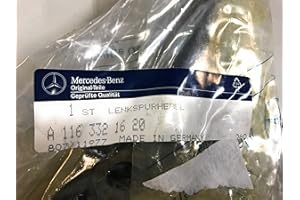 Mercedes-Benz
Original-Teile
Geprüfte Qualität
1 ST LENKSPURHEBEL
A 116 332 16 20
MADE IN GERMANY